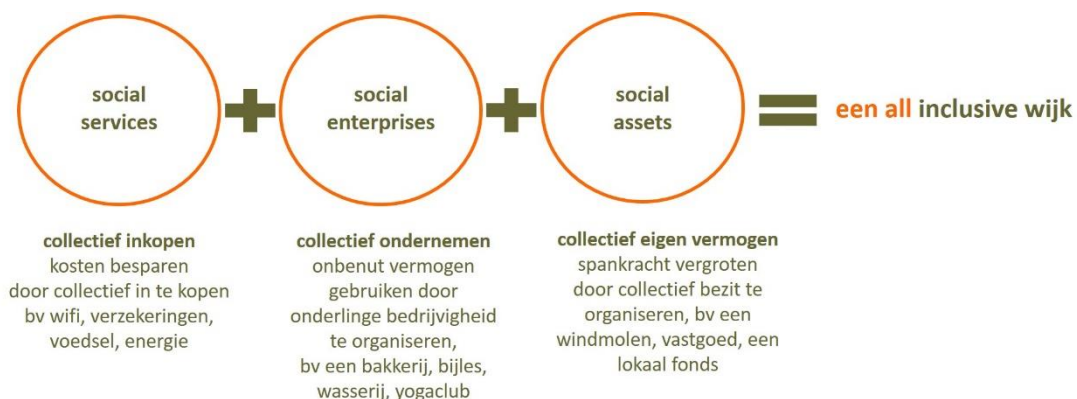 social
services
social
enterprises
social
assets
een all inclusive wijk
collectief inkopen
kosten besparen
door collectief in te kopen
bv wifi, verzekeringen,
voedsel, energie
collectief ondernemen
onbenut vermogen
gebruiken door
onderlinge bedrijvigheid
te organiseren,
bv een bakkerij, bijles,
wasserij, yogaclub
collectief eigen vermogen
spankracht vergroten
door collectief bezit te
organiseren, bv een
windmolen, vastgoed, een
lokaal fonds